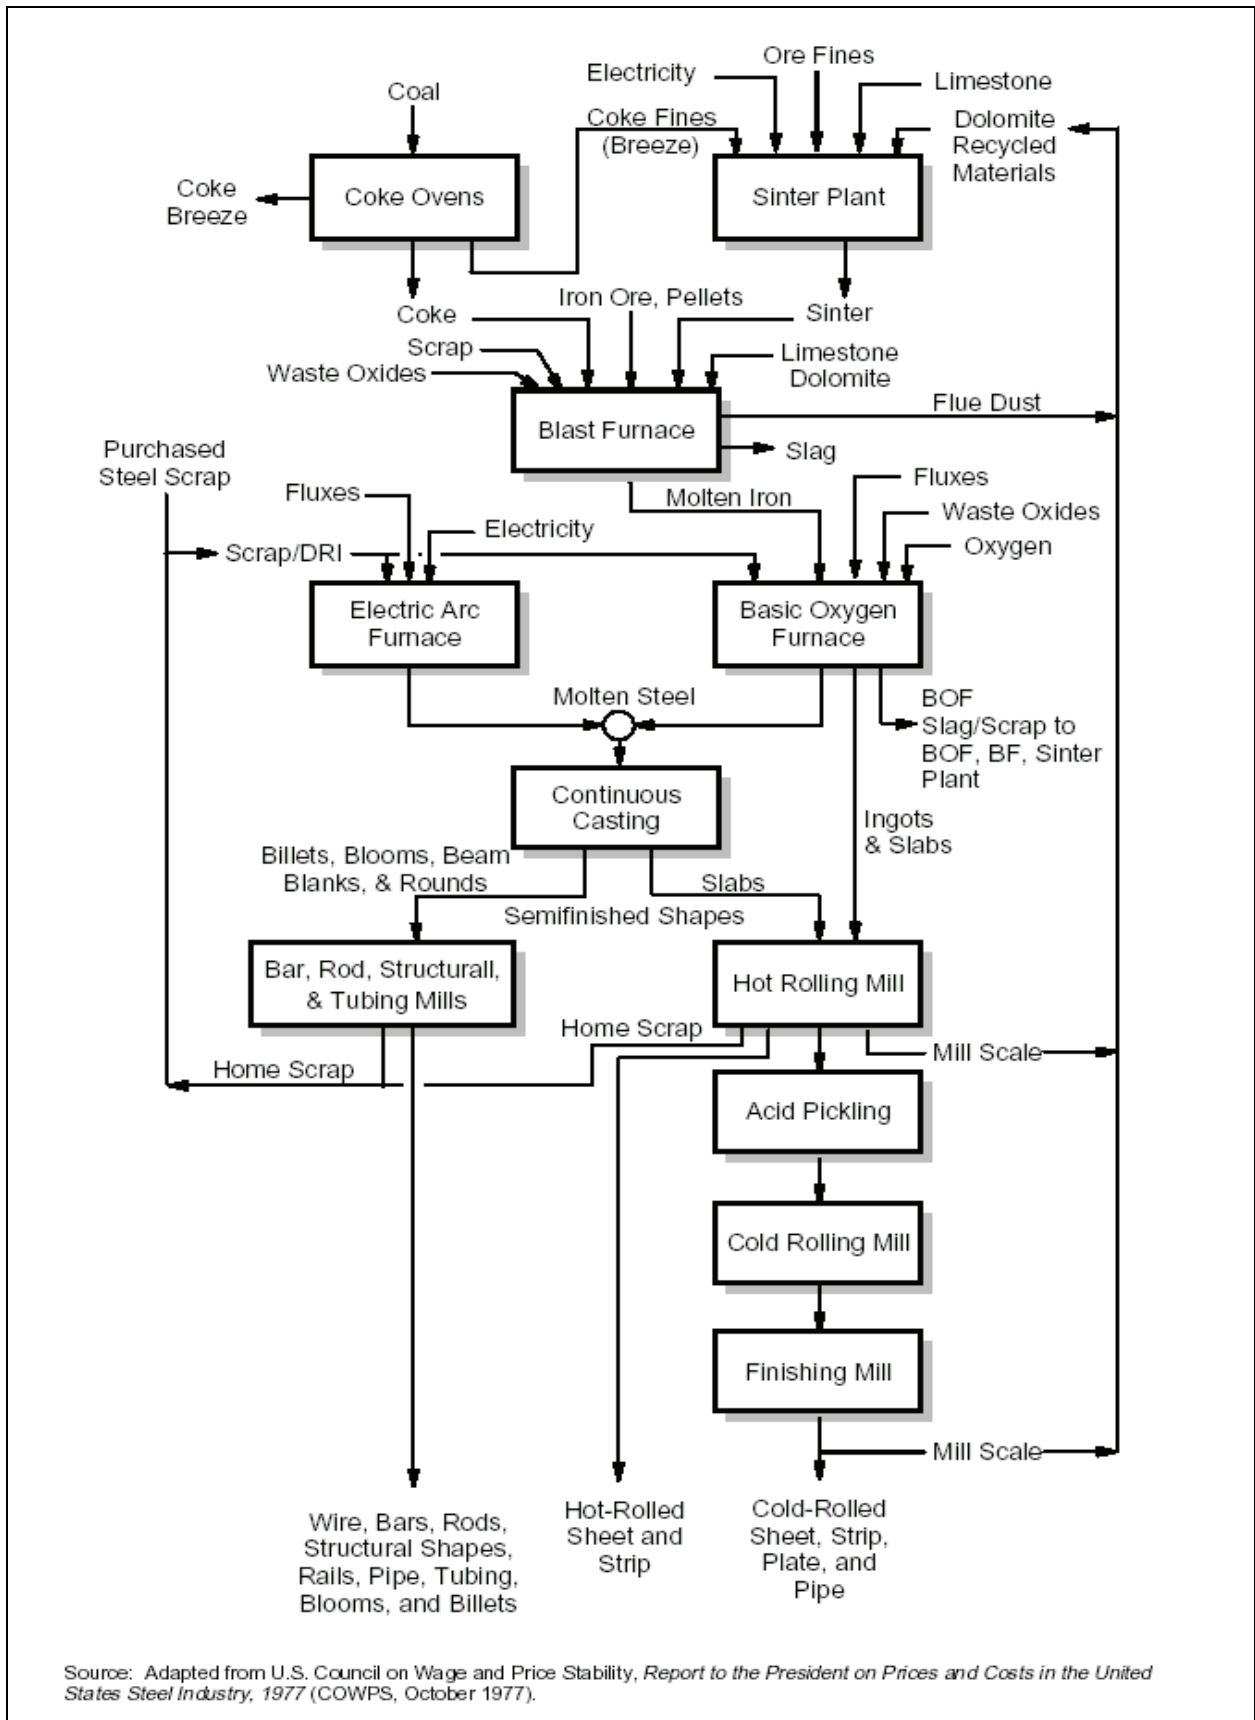 Ore Fines
Electricity
Limestone
Coal
Coke Fines
(Breeze)
Dolomite
Recycled
Materials
Coke
Breeze
Coke Ovens
Sinter Plant
Iron Ore, Pellets
Coke
Sinter
Scrap
Limestone
Dolomite
Waste Oxides
Flue Dust
Blast Furnace
Slag
Purchased
Steel Scrap
Fluxes
Molten Iron
Fluxes
Waste Oxides
Electricity
Oxygen
Scrap/DRI
Electric Arc
Furnace
Basic Oxygen
Furnace
Molten Steel
BOF
Slag/Scrap to
BOF, BF, Sinter
Plant
Continuous
Casting
Ingots
& Slabs
Billets, Blooms, Beam
Blanks, & Rounds
Slabs
Semifinished Shapes
Bar, Rod, Structurall,
& Tubing Mills
Hot Rolling Mill
Home Scrap
Mill Scale
Home Scrap
Acid Pickling
Cold Rolling Mill
Finishing Mill
Mill Scale
Wire, Bars, Rods,
Structural Shapes,
Rails, Pipe, Tubing,
Blooms, and Billets
Hot-Rolled
Sheet and
Strip
Cold-Rolled
Sheet, Strip,
Plate, and
Pipe
Source: Adapted from U.S. Council on Wage and Price Stability, Report to the President on Prices and Costs in the United
States Steel Industry, 1977 (COWPS, October 1977).